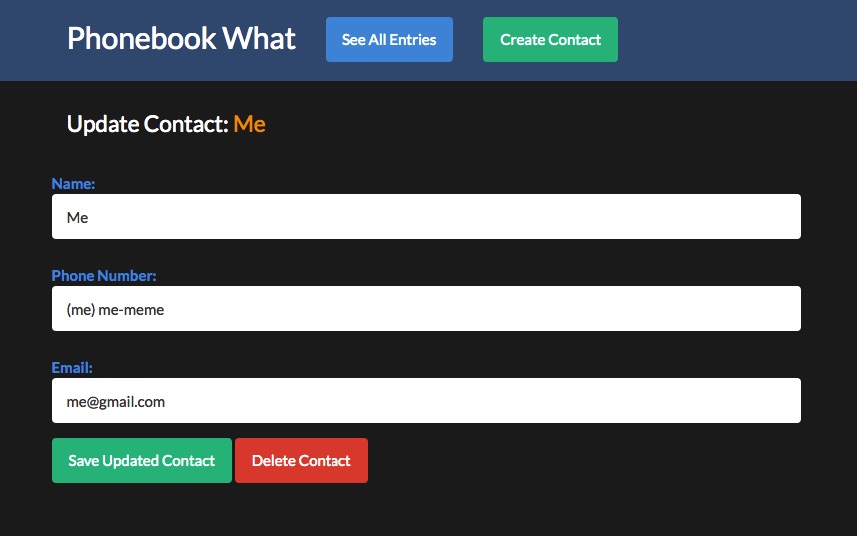 Phonebook What See All Entries Create Contact
Update Contact: Me
Name:
Me
Phone Number:
(me) me-meme
Email:
me@gmail.com
Save Updated Contact Delete Contact